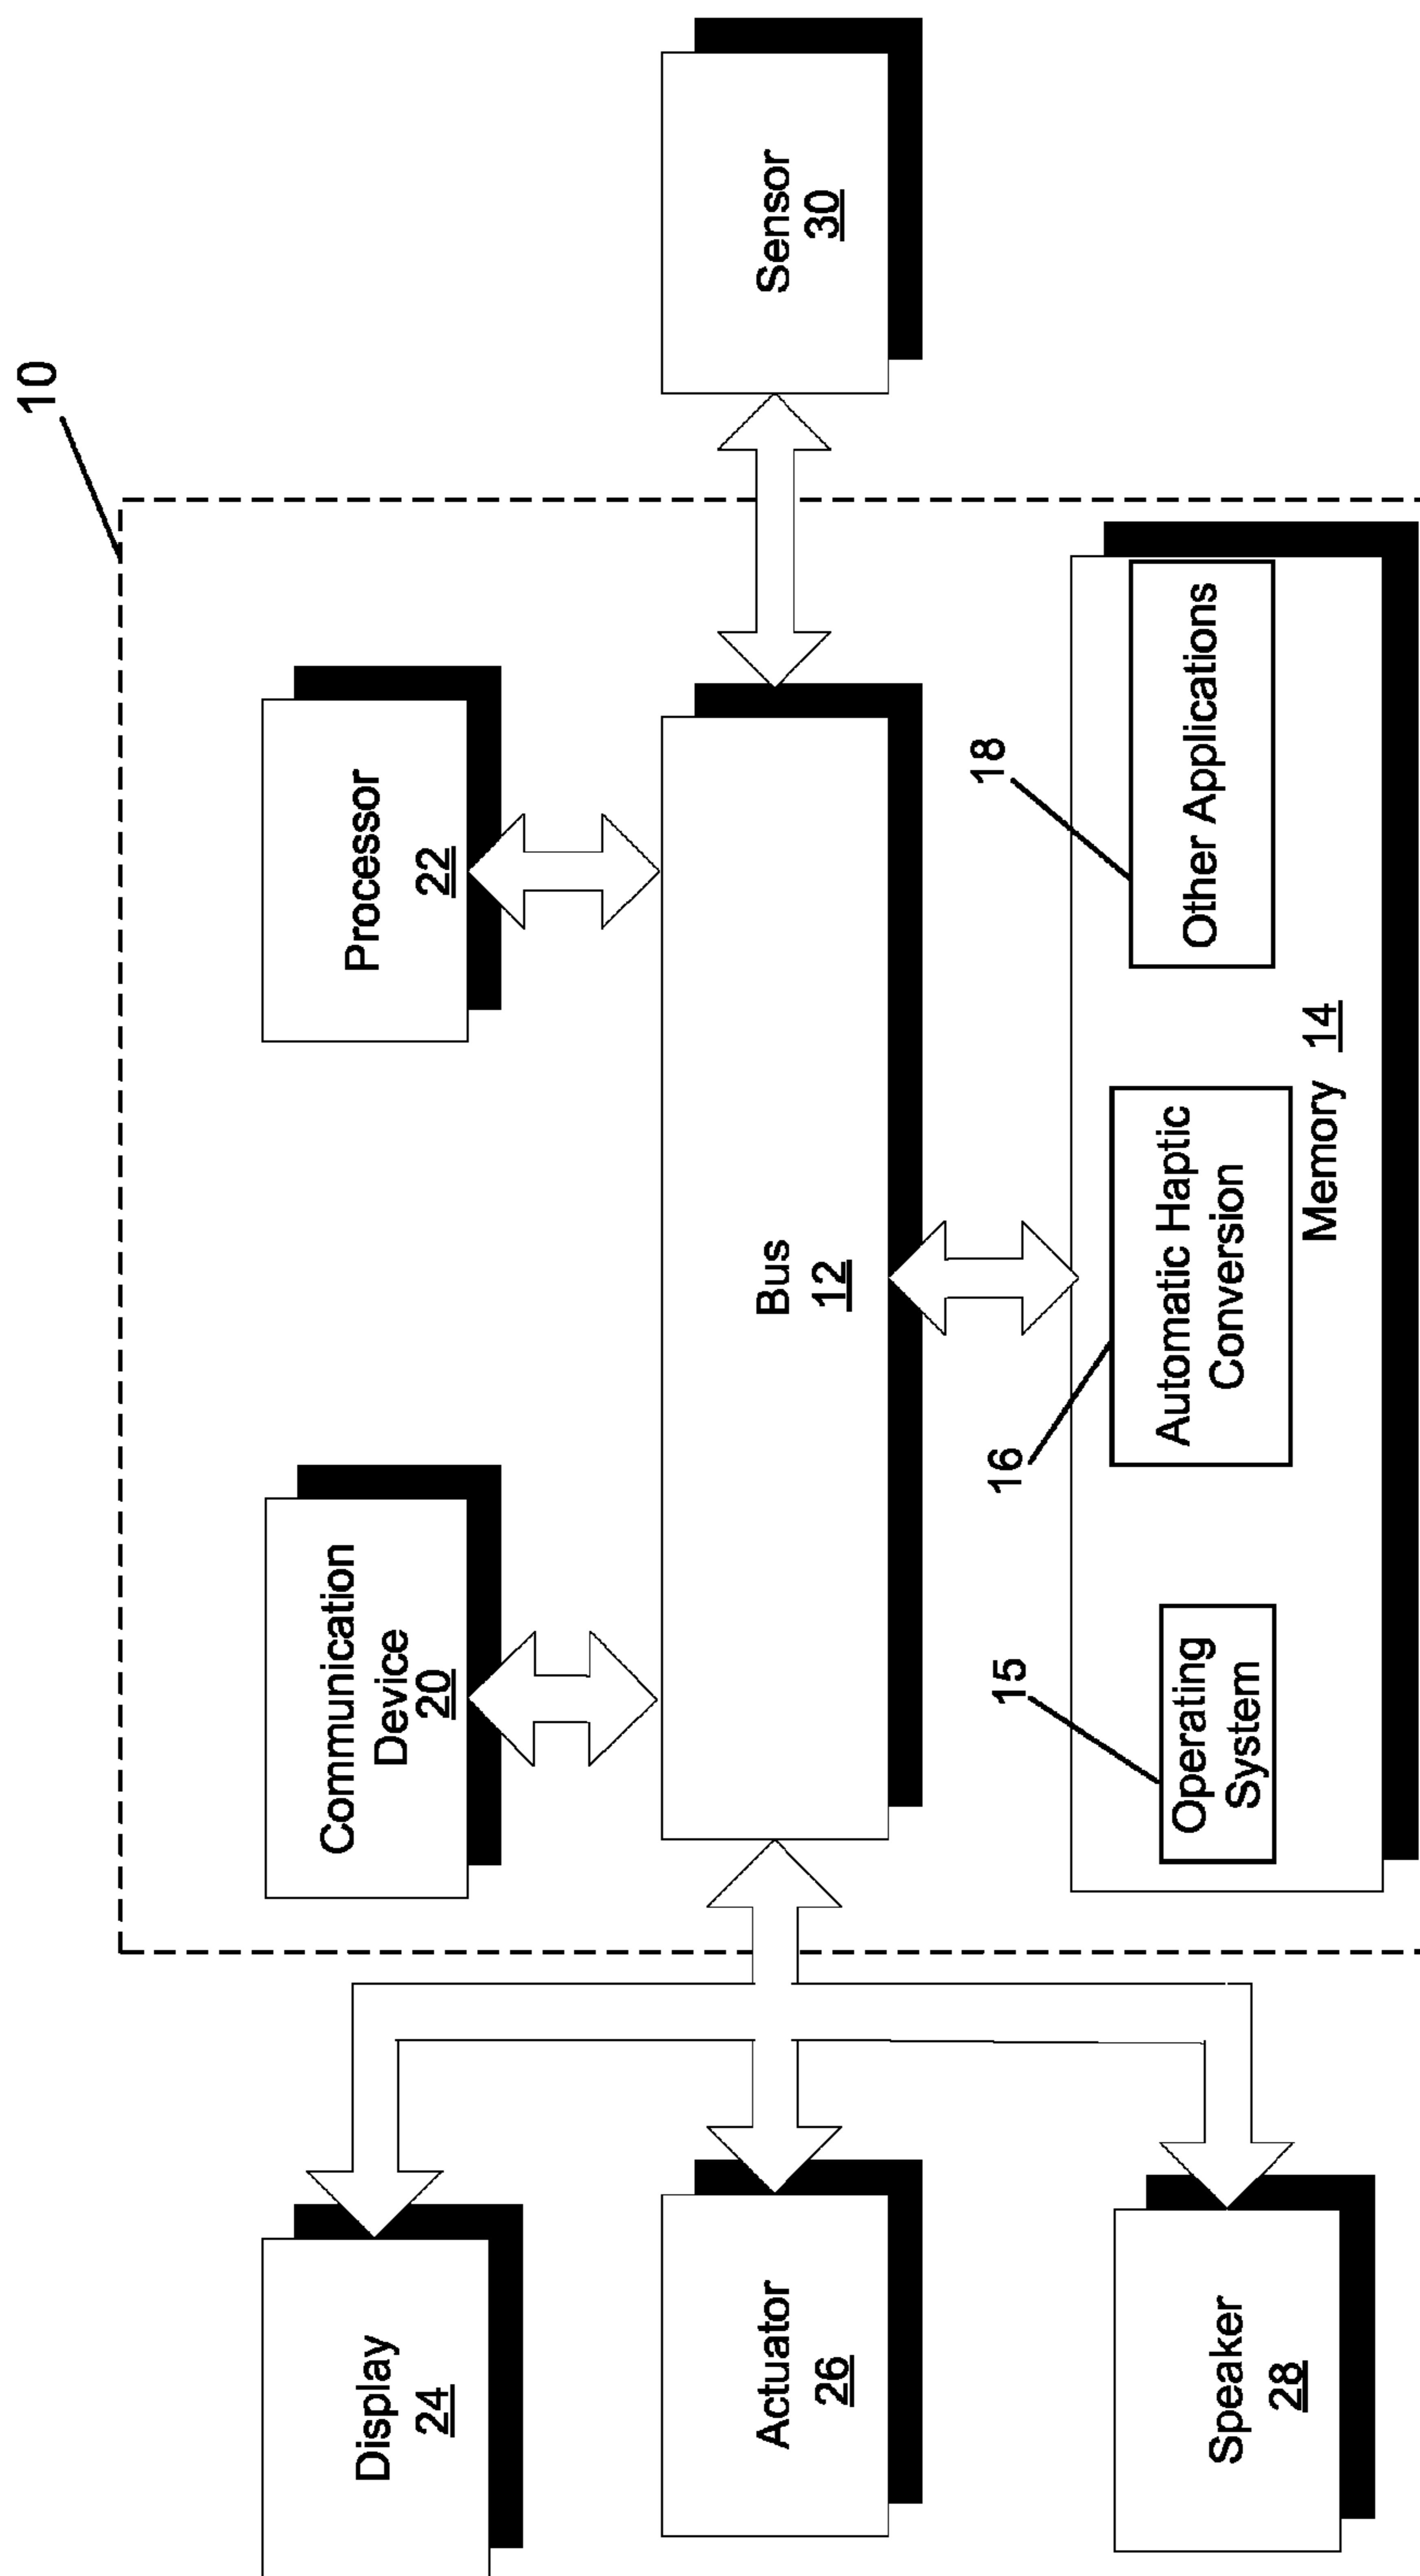 10
Communication
Device
20
Processor
22
Display
24
Actuator
26
Bus
12
Sensor
30
Speaker
28
15
16
18
Operating
System
Automatic Haptic
Conversion
Other Applications
Memory 14